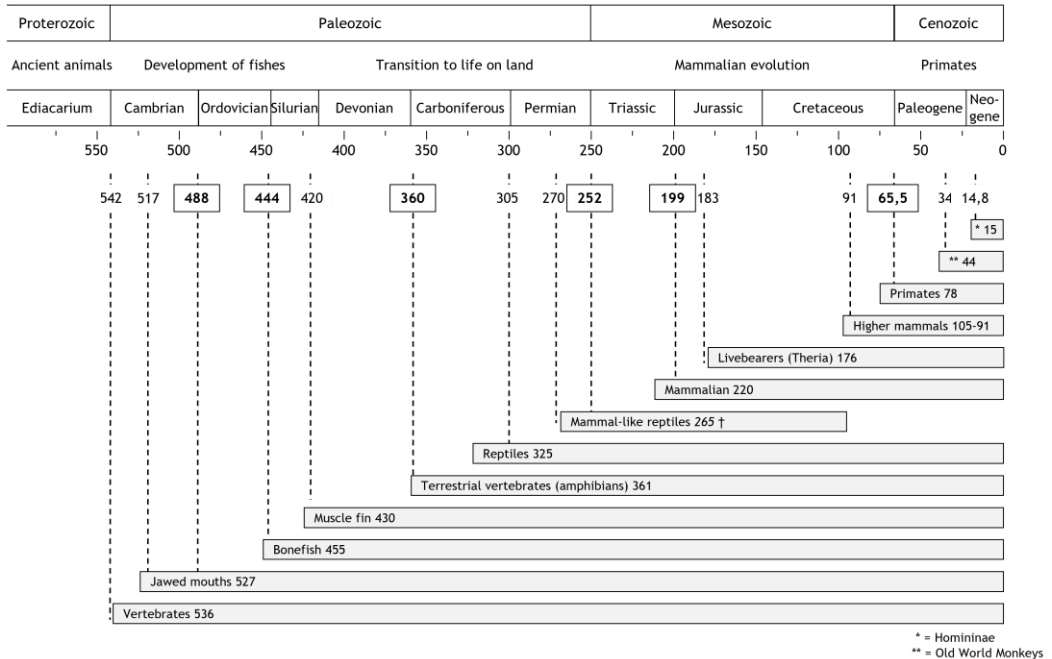 Proterozoic Paleozoic Mesozoic Cenozoic
Ancient animals Development of fishes Transition to life on land Mammalian evolution Primates
Ediacarium Cambrian Ordovician Silurian Devonian Carboniferous Permian Triassic Jurassic Cretaceous Paleogene Neo-
gene
550 500 450 400 350 300 250 200 150 100 50 0
542 517 488 444 420 360 305 270 252 199 183 91 65,5 34 14,8
* 15
** 44
Primates 78
Higher mammals 105-91
Livebearers (Theria) 176
Mammalian 220
Mammal-like reptiles 265 †
Reptiles 325
Terrestrial vertebrates (amphibians) 361
Muscle fin 430
Bonefish 455
Jawed mouths 527
Vertebrates 536
* = Homininae
** = Old World Monkeys